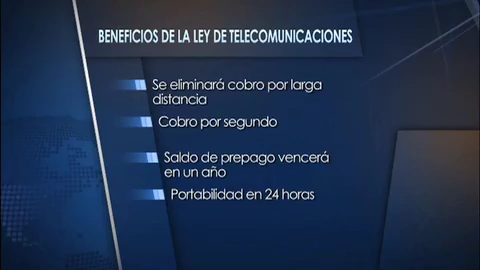 BENEFICIOS DE LA LEY DE TELECOMUNICACIONES
Se eliminará cobro por larga
distancia
Cobro por segundo
Saldo de prepago vencerá
en un año
Portabilidad en 24 horas